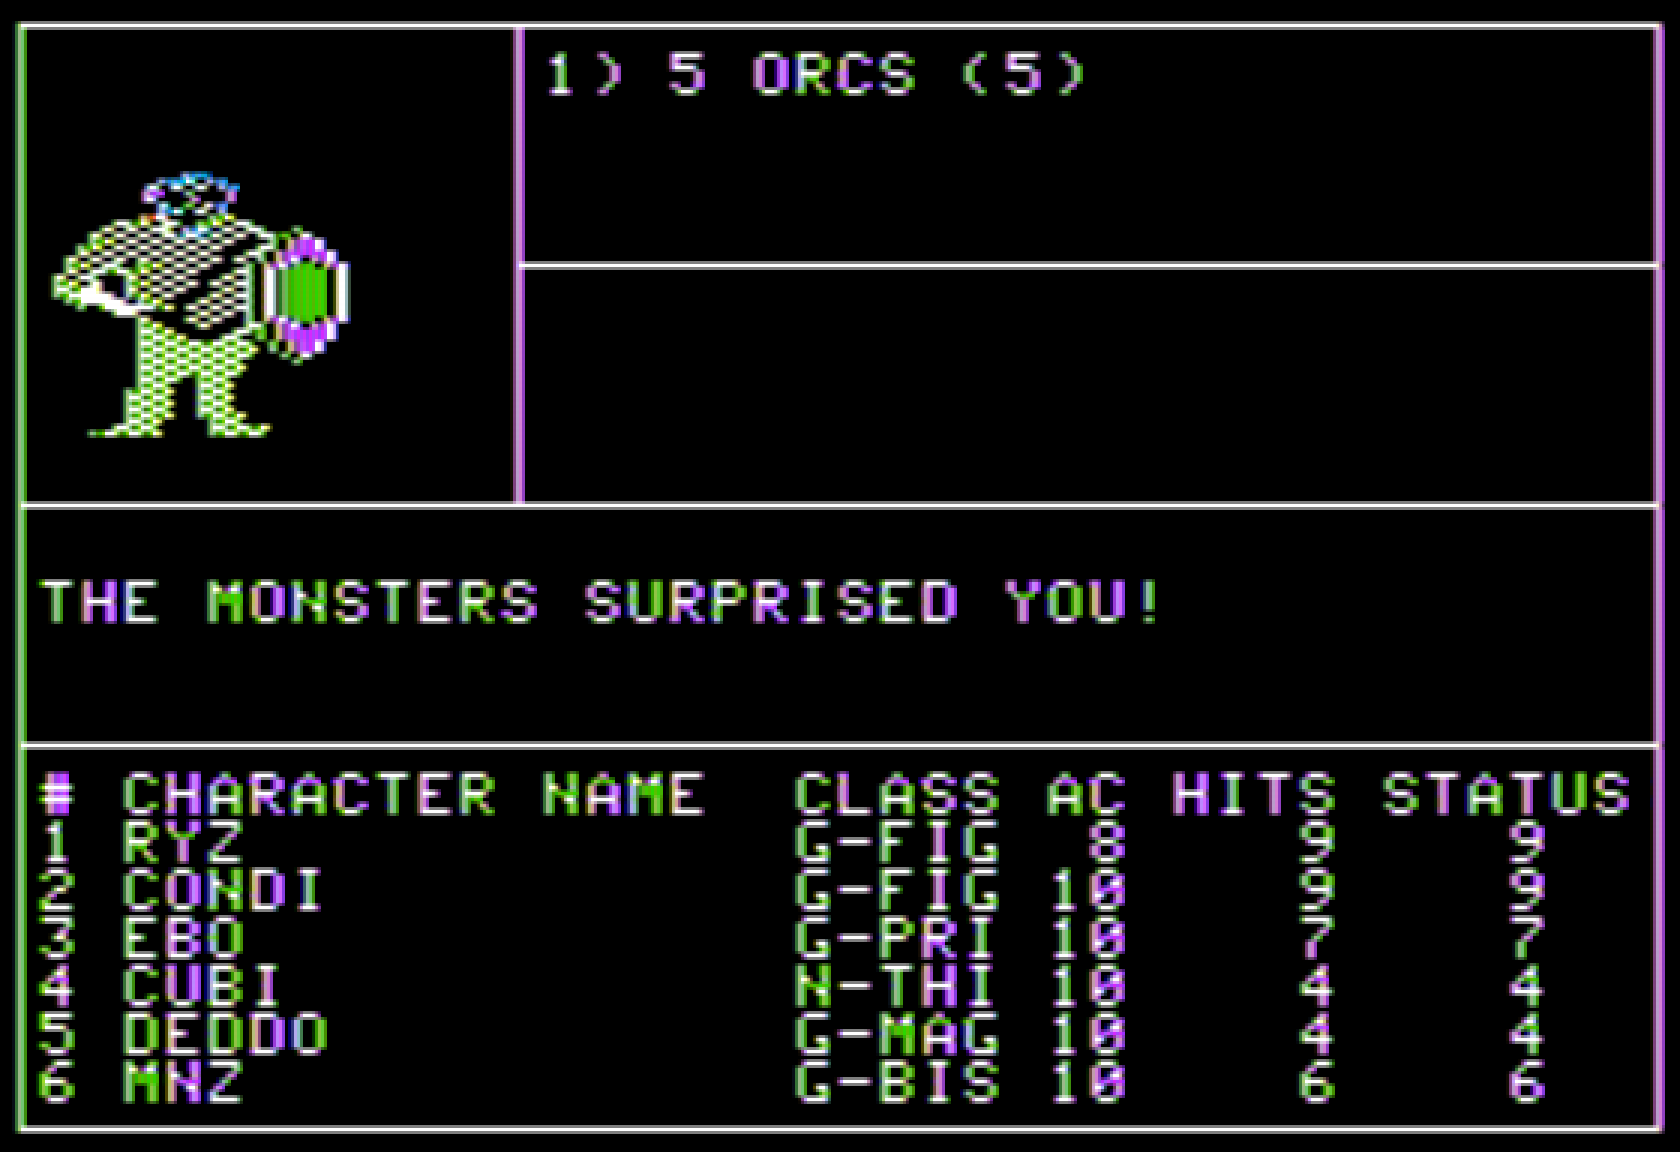 1) 5 ORCS (5)
THE MONSTERS SURPRISED YOU!
# CHARACTER NAME CLASS AC HITS STATUS
1 RYZ G-FIG 8 9 9
2 CONDI G-FIG 10 9 9
3 EBO G-PRI 10 7 7
4 CUBI N-THI 10 4 4
5 DEDDO G-MAG 10 4 4
6 MNZ G-BIS 10 6 6